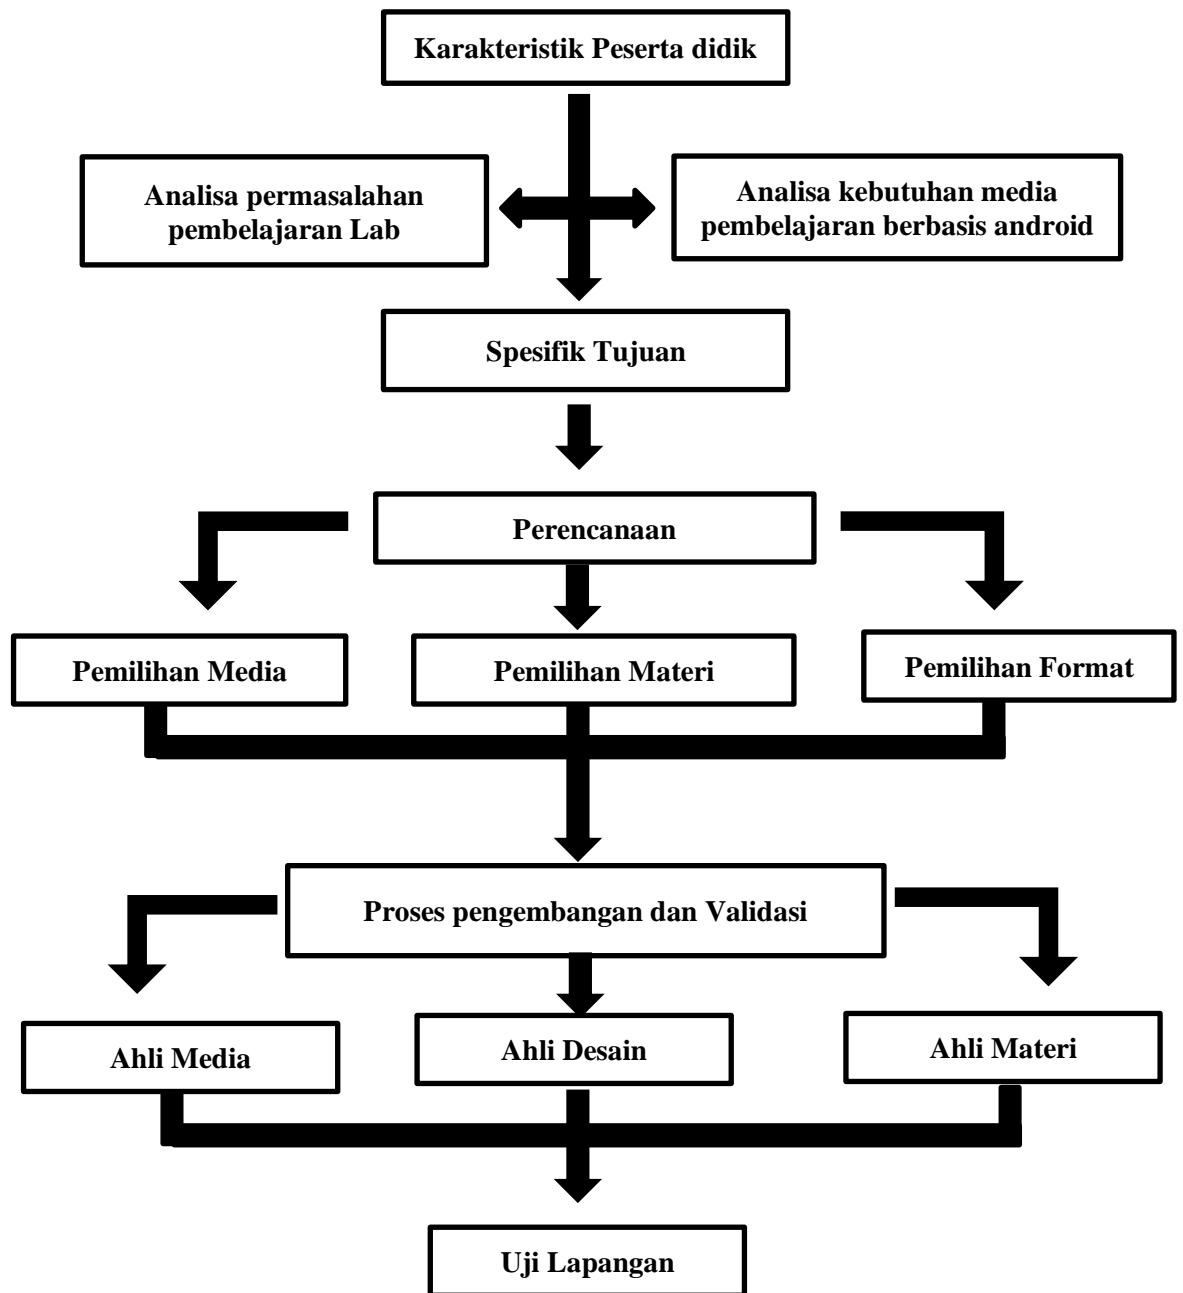 Karakteristik Peserta didik
Analisa permasalahan
pembelajaran Lab
Analisa kebutuhan media
pembelajaran berbasis android
Spesifik Tujuan
Perencanaan
Pemilihan Media
Pemilihan Materi
Pemilihan Format
Proses pengembangan dan Validasi
Ahli Media
Ahli Desain
Ahli Materi
Uji Lapangan